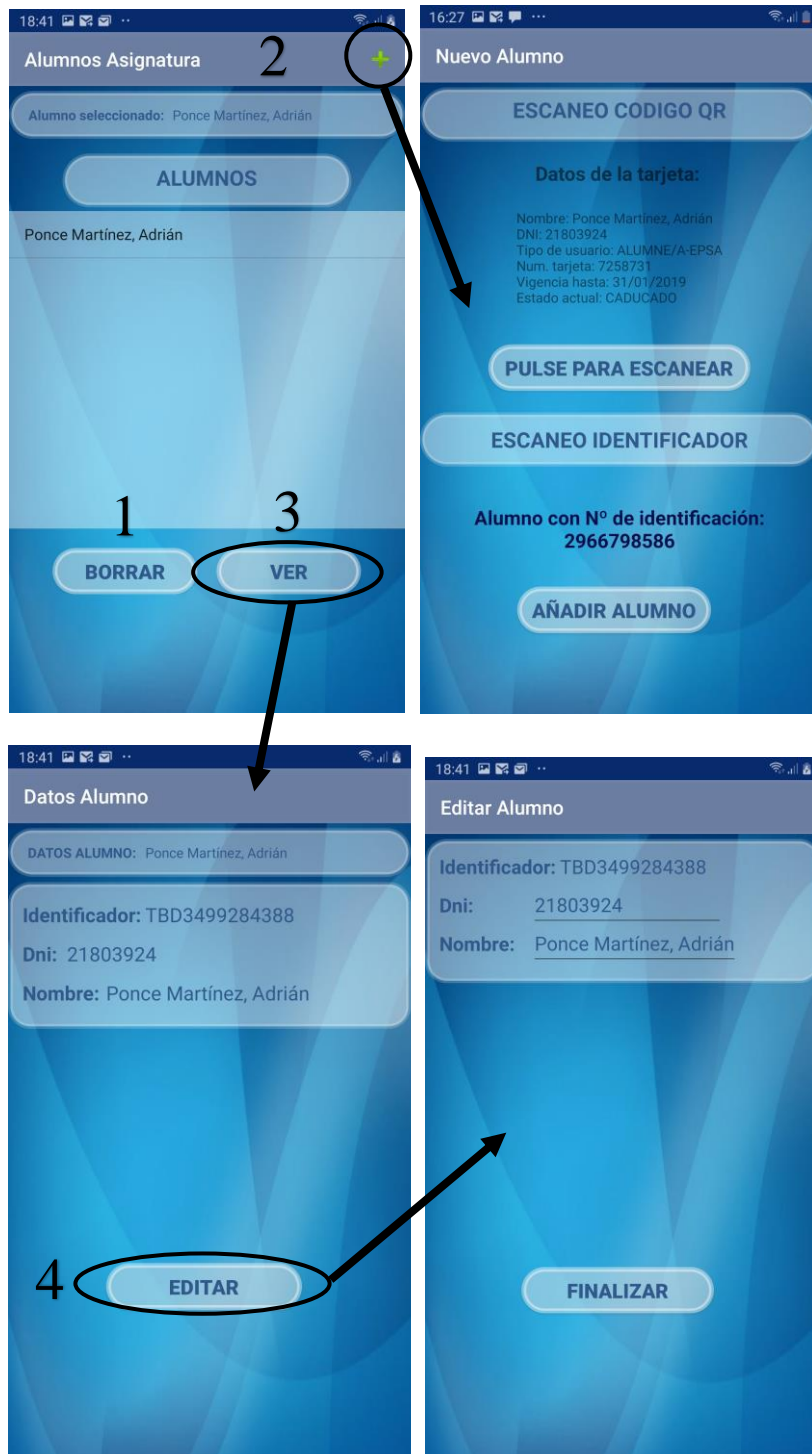 18:41
Alumnos Asignatura
2
Alumno seleccionado: Ponce Martínez, Adrián
ALUMNOS
Ponce Martínez, Adrián
1
3
BORRAR
VER
16:27
Nuevo Alumno
ESCANEO CODIGO QR
Datos de la tarjeta:
Nombre: Ponce Martínez, Adrián
DNI: 21803924
Tipo de usuario: ALUMNE/A-EPSA
Num. tarjeta: 7258731
Vigencia hasta: 31/01/2019
Estado actual: CADUCADO
PULSE PARA ESCANEAR
ESCANEO IDENTIFICADOR
Alumno con Nº de identificación:
2966798586
AÑADIR ALUMNO
18:41
Datos Alumno
DATOS ALUMNO: Ponce Martínez, Adrián
Identificador: TBD3499284388
Dni: 21803924
Nombre: Ponce Martínez, Adrián
4
EDITAR
18:41
Editar Alumno
Identificador: TBD3499284388
Dni: 21803924
Nombre: Ponce Martínez, Adrián
FINALIZAR